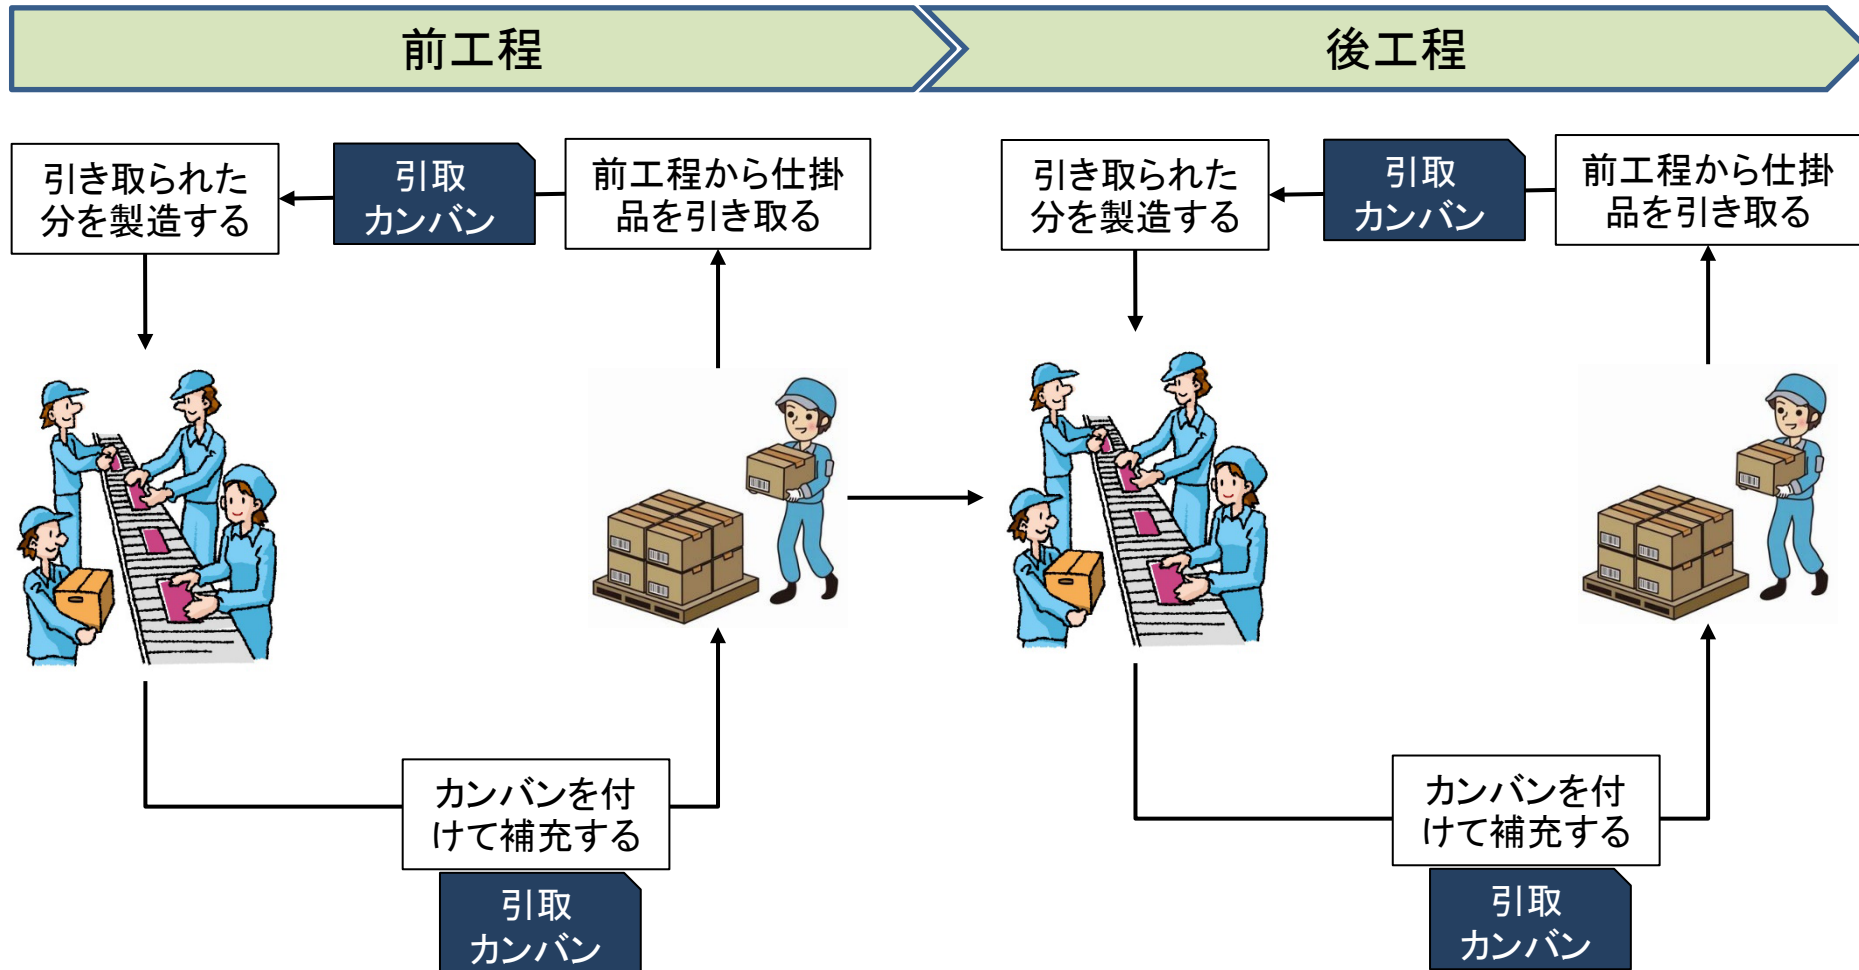 前工程
後工程
引き取られた
分を製造する
引取
カンバン
前工程から仕掛
品を引き取る
引き取られた
分を製造する
引取
カンバン
前工程から仕掛
品を引き取る
カンバンを付
けて補充する
引取
カンバン
カンバンを付
けて補充する
引取
カンバン